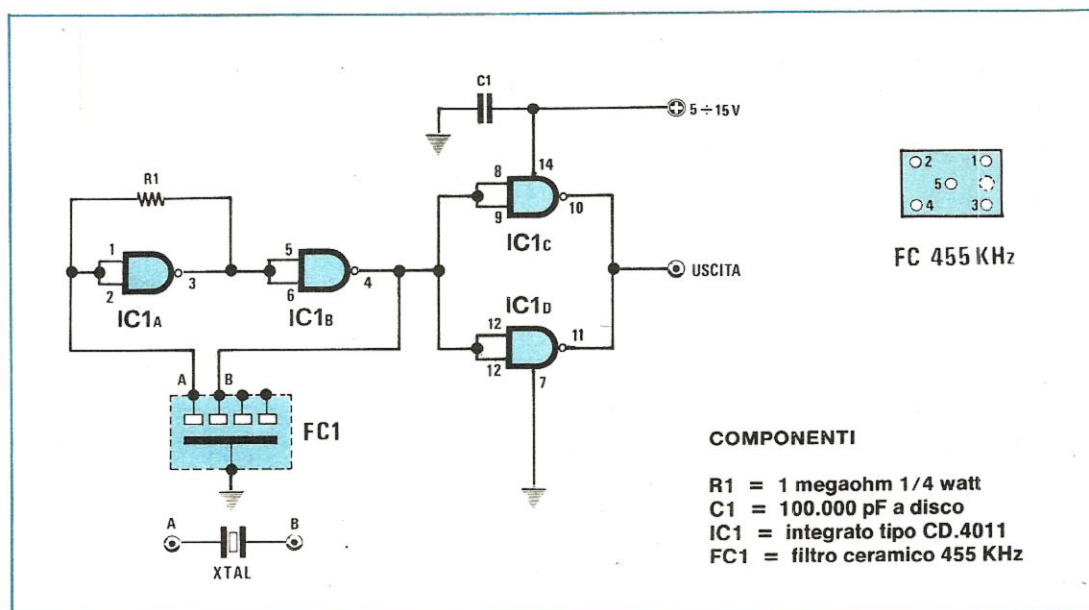 C1
5÷15V
14
8
9
10
IC1C
R1
1
2
3
IC1A
5
6
4
IC1B
USCITA
IC1D
12
12
11
7
A
B
FC1
A
B
XTAL
2
1
5
4
3
FC 455 KHz
COMPONENTI
R1 = 1 megaohm 1/4 watt
C1 = 100.000 pF a disco
IC1 = integrato tipo CD.4011
FC1 = filtro ceramico 455 KHz